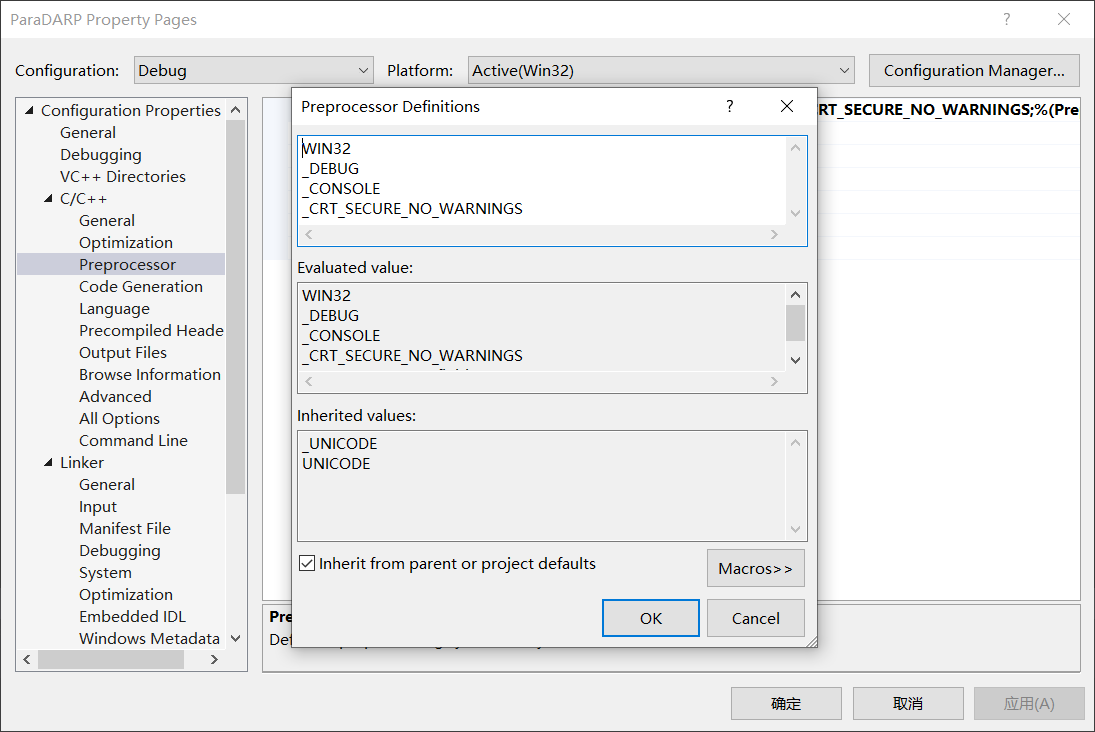 ParaDARP Property Pages
Configuration: Debug Platform: Active(Win32) Configuration Manager...
Configuration Properties
General
Debugging
VC++ Directories
C/C++
General
Optimization
Preprocessor
Code Generation
Language
Precompiled Heade
Output Files
Browse Information
Advanced
All Options
Command Line
Linker
General
Input
Manifest File
Debugging
System
Optimization
Embedded IDL
Windows Metadata
RT_SECURE_NO_WARNINGS;%(Pre
Preprocessor Definitions
WIN32
_DEBUG
_CONSOLE
_CRT_SECURE_NO_WARNINGS
Evaluated value:
WIN32
_DEBUG
_CONSOLE
_CRT_SECURE_NO_WARNINGS
Inherited values:
_UNICODE
UNICODE
Inherit from parent or project defaults
Macros>>
OK Cancel
Pre
Def
确定 取消 应用(A)